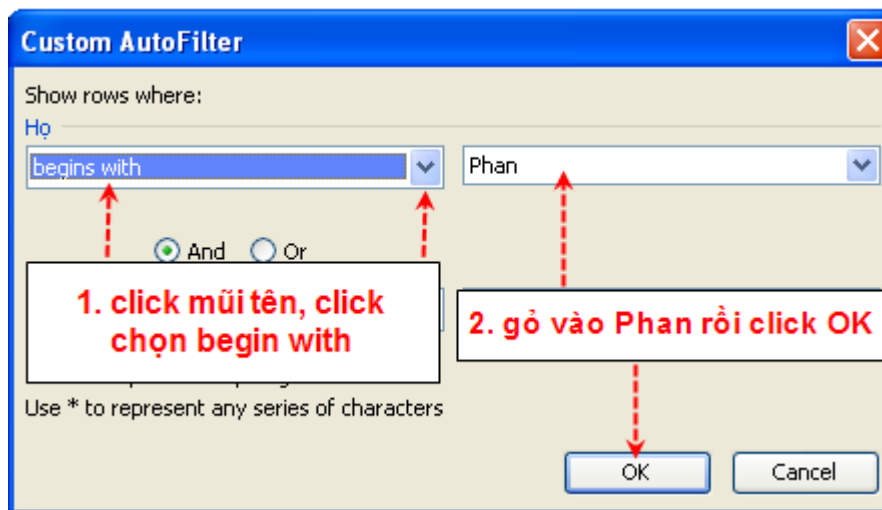 Custom AutoFilter
Show rows where:
Họ
begins with
Phan
And Or
1. click mũi tên, click
chọn begin with
2. gỏ vào Phan rồi click OK
Use * to represent any series of characters
OK Cancel